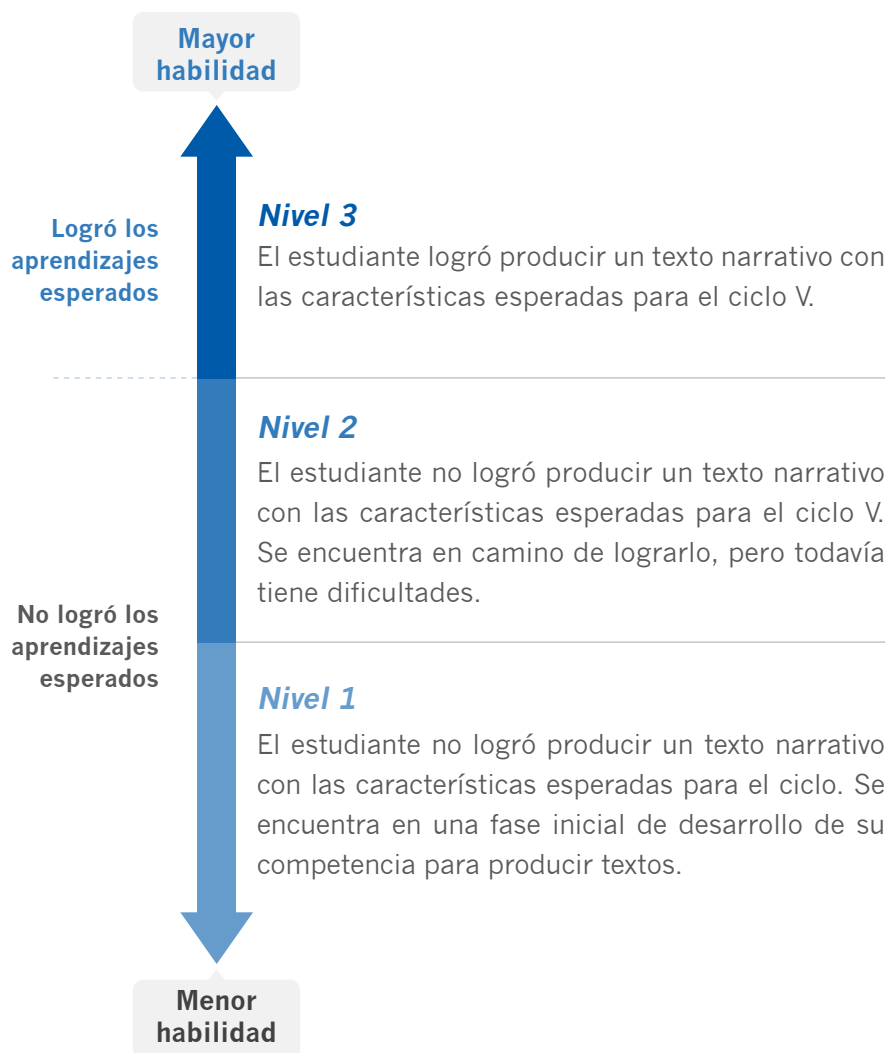 Mayor
habilidad
Logró los
aprendizajes
esperados
Nivel 3
El estudiante logró producir un texto narrativo con
las características esperadas para el ciclo V.
Nivel 2
El estudiante no logró producir un texto narrativo
con las características esperadas para el ciclo V.
Se encuentra en camino de lograrlo, pero todavía
tiene dificultades.
No logró los
aprendizajes
esperados
Nivel 1
El estudiante no logró producir un texto narrativo
con las características esperadas para el ciclo. Se
encuentra en una fase inicial de desarrollo de su
competencia para producir textos.
Menor
habilidad